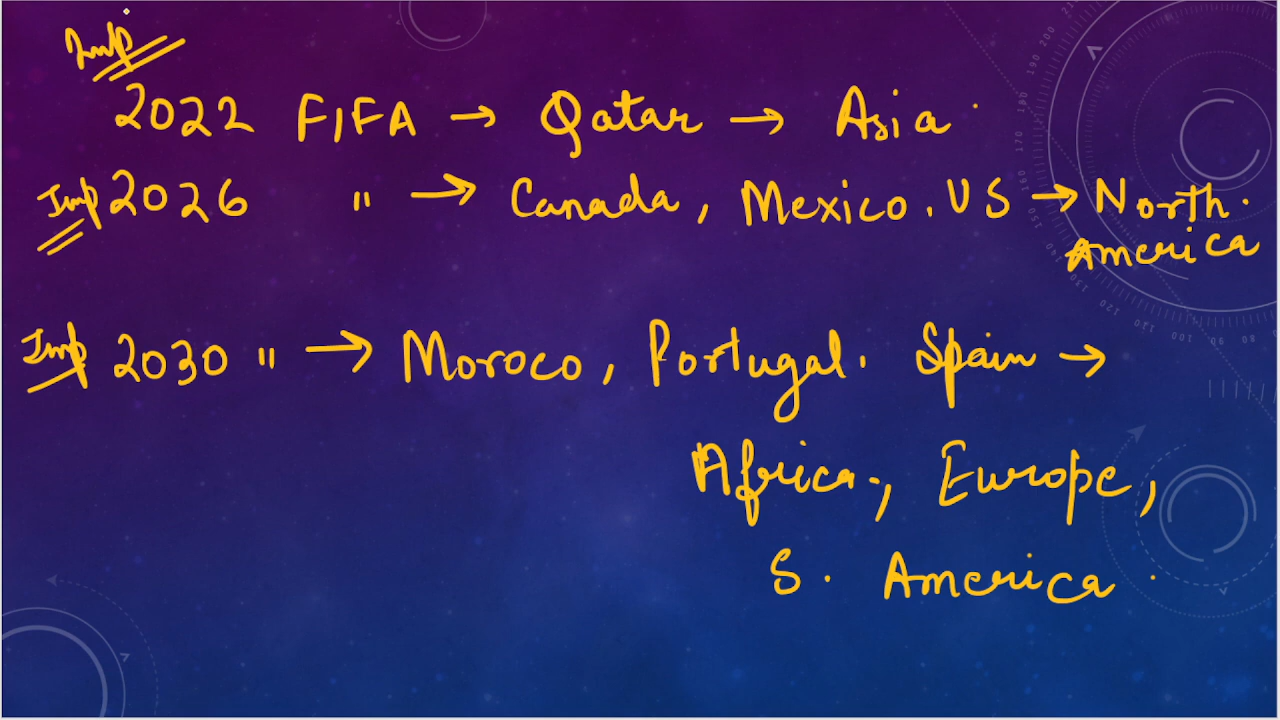 Imp
2022 FIFA → Qatar → Asia.
Imp 2026 " → Canada, Mexico. US → North.
America
Imp 2030 " → Moroco, Portugal. Spain →
Africa, Europe,
S. America.